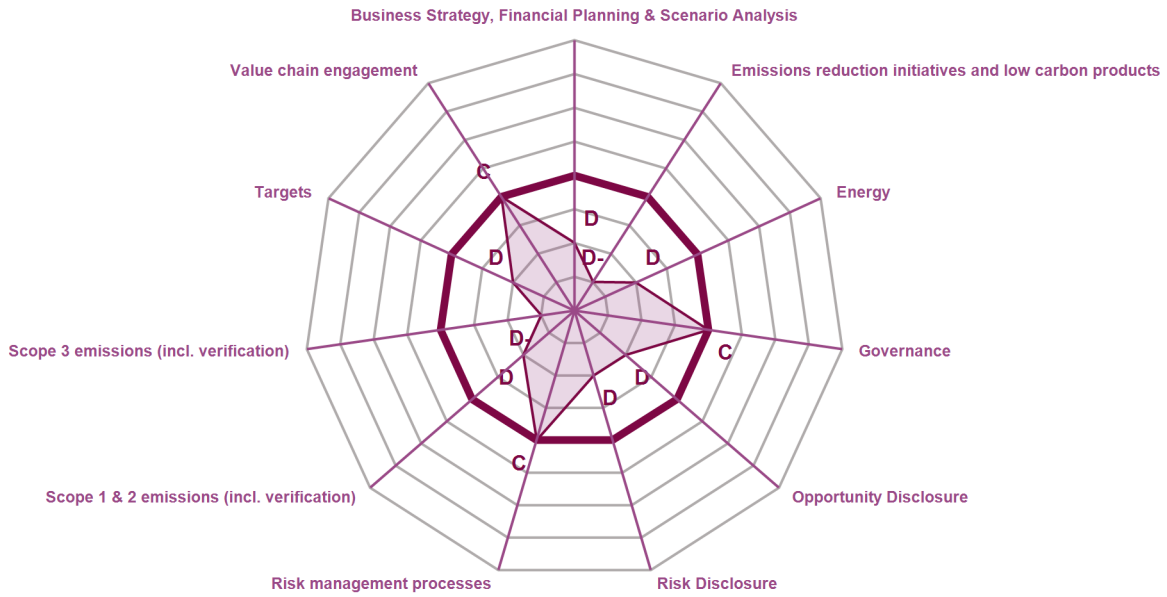 Business Strategy, Financial Planning & Scenario Analysis
Value chain engagement
Emissions reduction initiatives and low carbon products
C
Targets
Energy
D
D
D-
D
Scope 3 emissions (incl. verification)
D-
C
Governance
D
D
D
C
Scope 1 & 2 emissions (incl. verification)
Opportunity Disclosure
Risk management processes
Risk Disclosure